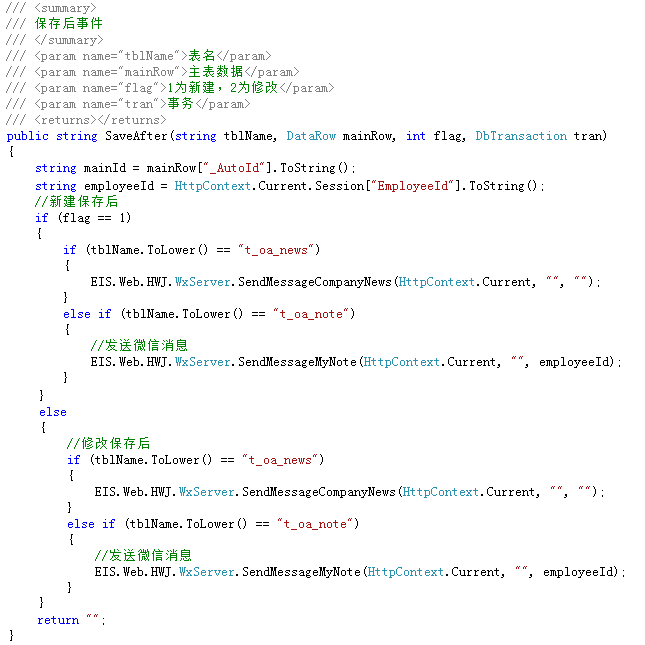 /// <summary>
/// 保存后事件
/// </summary>
/// <param name="tblName">表名</param>
/// <param name="mainRow">主表数据</param>
/// <param name="flag">1为新建，2为修改</param>
/// <param name="tran">事务</param>
/// <returns></returns>
public string SaveAfter(string tblName, DataRow mainRow, int flag, DbTransaction tran)
{
    string mainId = mainRow["_AutoId"].ToString();
    string employeeId = HttpContext.Current.Session["EmployeeId"].ToString();
    //新建保存后
    if (flag == 1)
    {
        if (tblName.ToLower() == "t_oa_news")
        {
            EIS.Web.HWJ.WxServer.SendMessageCompanyNews(HttpContext.Current, "", "");
        }
        else if (tblName.ToLower() == "t_oa_note")
        {
            //发送微信消息
            EIS.Web.HWJ.WxServer.SendMessageMyNote(HttpContext.Current, "", employeeId);
        }
    }
    else
    {
        //修改保存后
        if (tblName.ToLower() == "t_oa_news")
        {
            EIS.Web.HWJ.WxServer.SendMessageCompanyNews(HttpContext.Current, "", "");
        }
        else if (tblName.ToLower() == "t_oa_note")
        {
            //发送微信消息
            EIS.Web.HWJ.WxServer.SendMessageMyNote(HttpContext.Current, "", employeeId);
        }
    }
    return "";
}